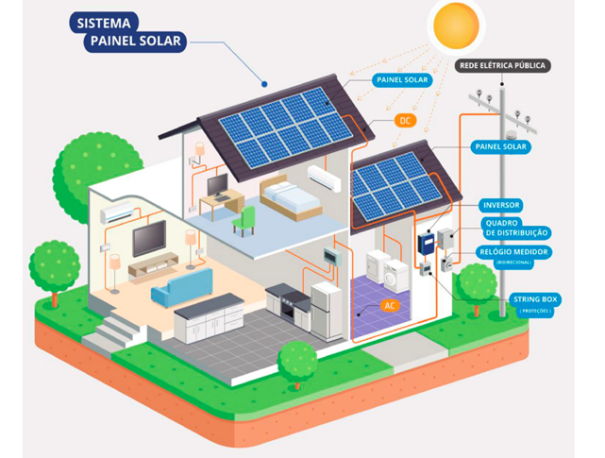 SISTEMA
PAINEL SOLAR
REDE ELÉTRICA PÚBLICA
PAINEL SOLAR
DC
PAINEL SOLAR
INVERSOR
QUADRO
DE DISTRIBUIÇÃO
RELÓGIO MEDIDOR
(BIDIRECIONAL)
STRING BOX
( PROTEÇÕES )
AC